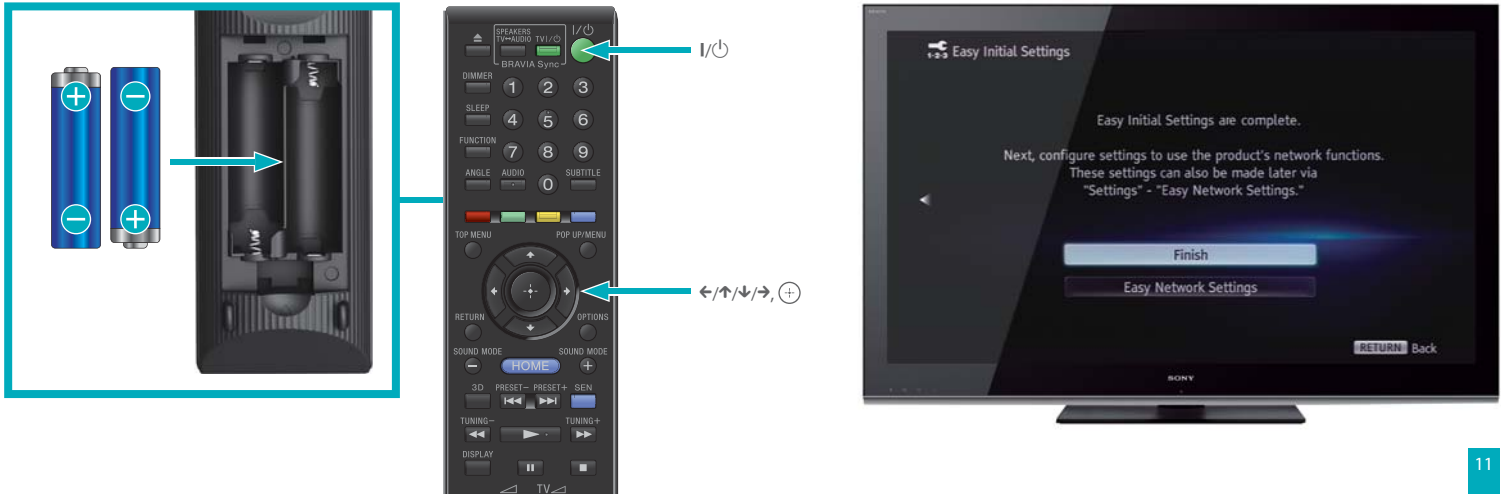 SPEAKERS
TV↔AUDIO TV I/⏻ I/⏻
BRAVIA Sync
DIMMER
1 2 3
SLEEP
4 5 6
FUNCTION
7 8 9
ANGLE AUDIO SUBTITLE
0
TOP MENU POP UP/MENU
RETURN OPTIONS
SOUND MODE SOUND MODE
− HOME +
3D PRESET− PRESET+ SEN
TUNING− TUNING+
DISPLAY
TV
I/⏻
←/↑/↓/→,
1-2-3 Easy Initial Settings
Easy Initial Settings are complete.
Next, configure settings to use the product's network functions.
These settings can also be made later via
"Settings" - "Easy Network Settings."
Finish
Easy Network Settings
RETURN Back
SONY
11